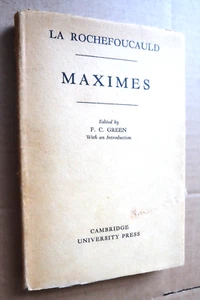 LA ROCHEFOUCAULD
MAXIMES
Edited by
F. C. GREEN
With an Introduction
CAMBRIDGE
UNIVERSITY PRESS